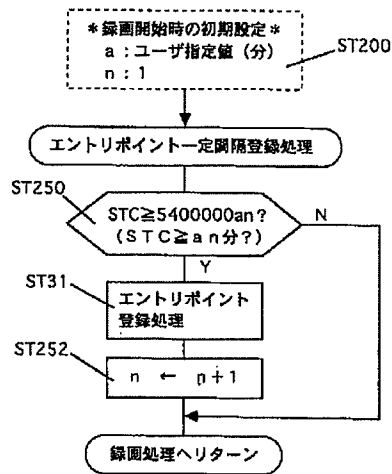 ＊録画開始時の初期設定＊
a：ユーザ指定値（分）
n：1
ST200
エントリポイント一定間隔登録処理
ST250
STC≧5400000an？
（ＳＴＣ≧ａｎ分？）
N
Y
ST31
エントリポイント
登録処理
ST252
n ← n+1
録画処理へリターン